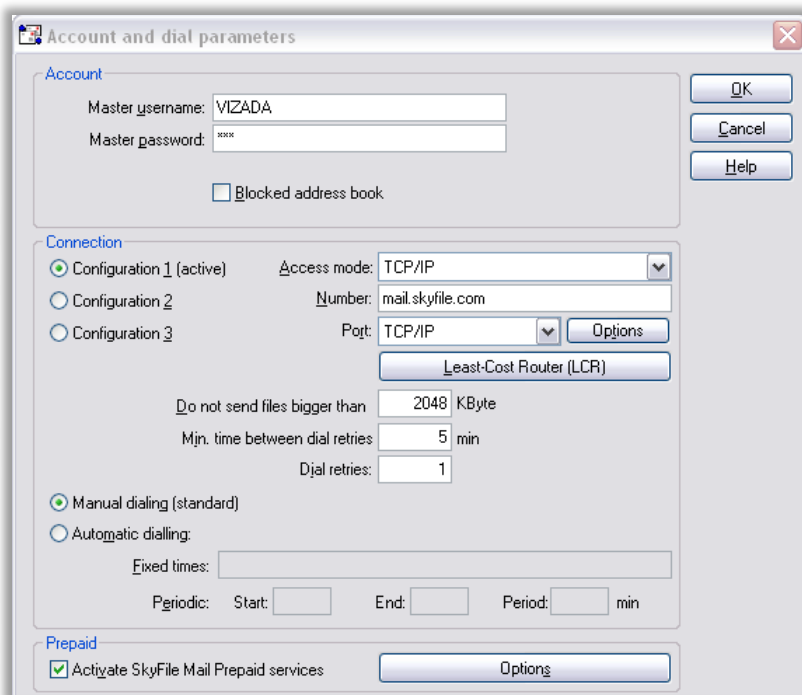 Account and dial parameters
Account
Master username: VIZADA
Master password: ***
Blocked address book
OK
Cancel
Help
Connection
Configuration 1 (active) Access mode: TCP/IP
Configuration 2 Number: mail.skyfile.com
Configuration 3 Port: TCP/IP Options
Least-Cost Router (LCR)
Do not send files bigger than 2048 KByte
Min. time between dial retries 5 min
Dial retries: 1
Manual dialing (standard)
Automatic dialling:
Fixed times:
Periodic: Start: End: Period: min
Prepaid
Activate SkyFile Mail Prepaid services Options